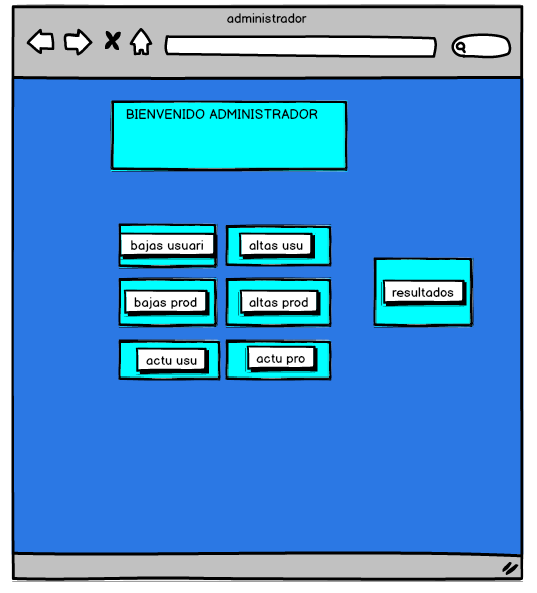 administrador
BIENVENIDO ADMINISTRADOR
bajas usuari
altas usu
bajas prod
altas prod
resultados
actu usu
actu pro